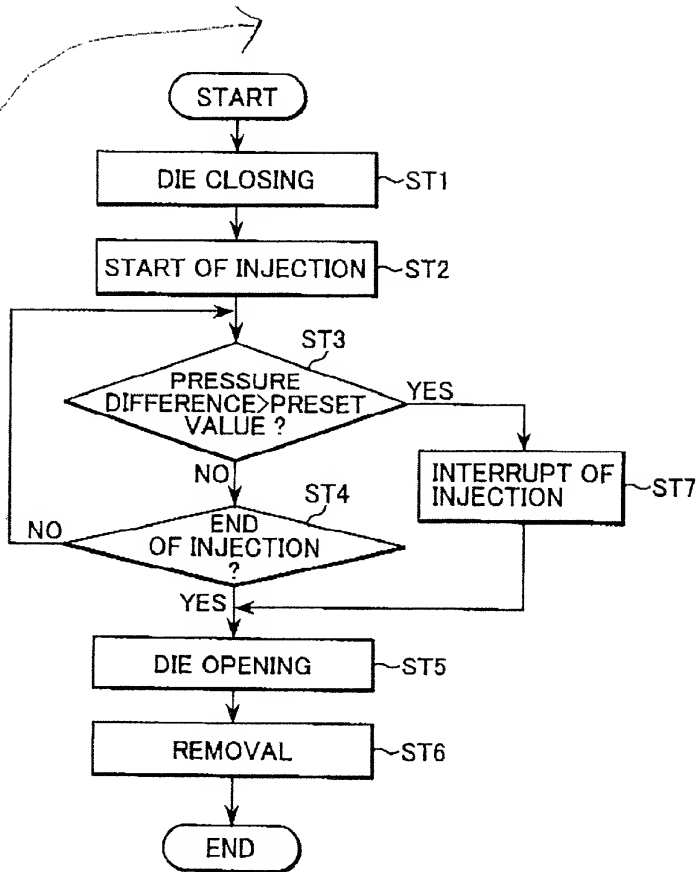 START
DIE CLOSING
ST1
START OF INJECTION
ST2
ST3
PRESSURE
DIFFERENCE>PRESET
VALUE ?
YES
NO
INTERRUPT OF
INJECTION
ST7
ST4
END
OF INJECTION
?
NO
YES
DIE OPENING
ST5
REMOVAL
ST6
END